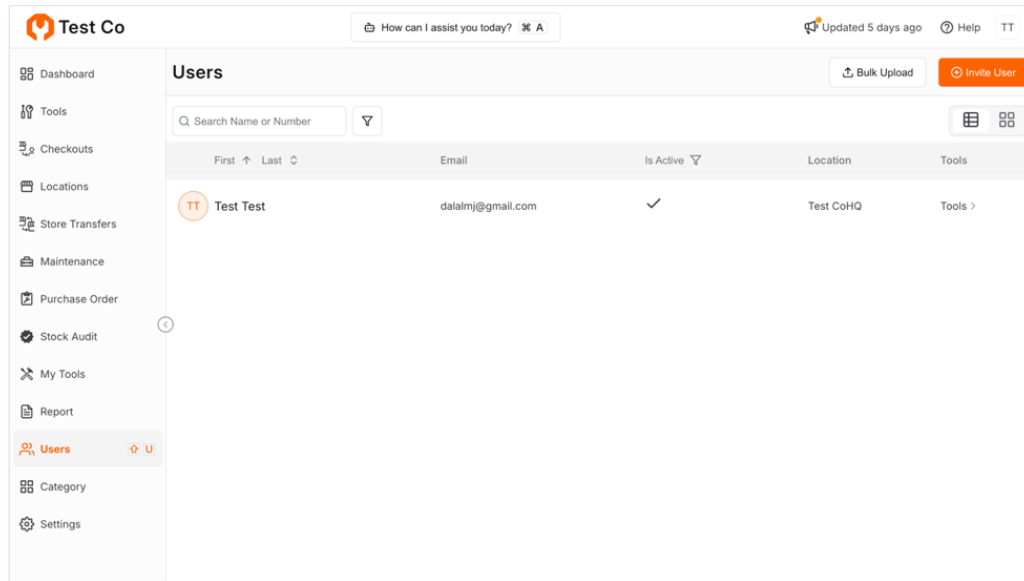 Test Co
How can I assist you today? ⌘ A
Updated 5 days ago
Help
TT
Dashboard
Tools
Checkouts
Locations
Store Transfers
Maintenance
Purchase Order
Stock Audit
My Tools
Report
Users ⇧ U
Category
Settings
Users
Bulk Upload
Invite User
Search Name or Number
First Last Email Is Active Location Tools
TT Test Test dalalmj@gmail.com Test CoHQ Tools